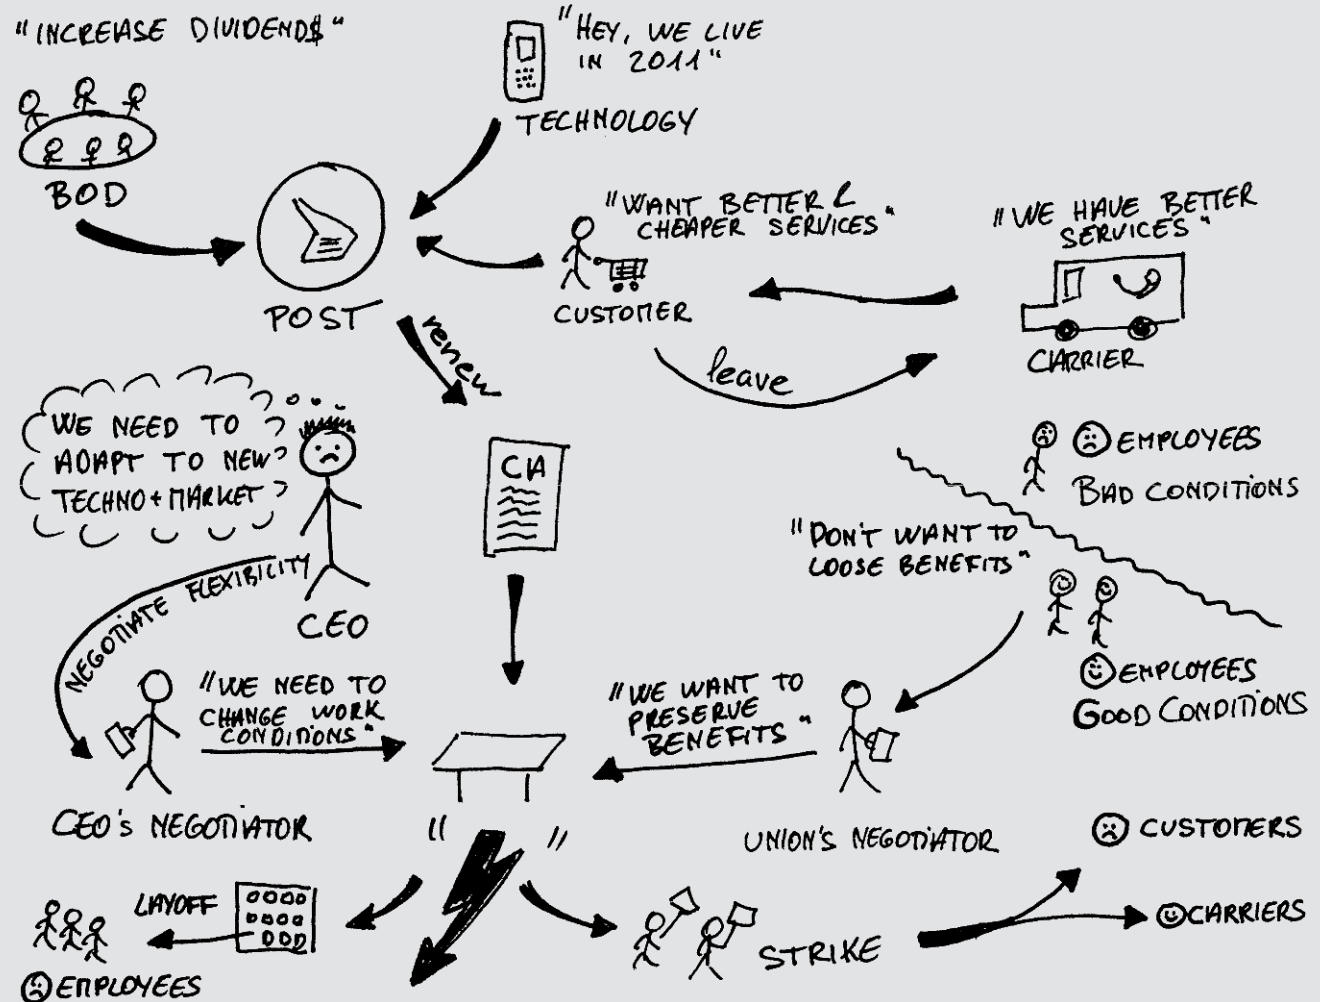 "INCREASE DIVIDEND$"
"HEY, WE LIVE
IN 2011"
TECHNOLOGY
BOD
"WANT BETTER &
CHEAPER SERVICES"
"WE HAVE BETTER
SERVICES"
POST
CUSTOMER
CARRIER
renew
leave
WE NEED TO
ADAPT TO NEW
TECHNO+MARKET
CEO
CIA
EMPLOYEES
BAD CONDITIONS
"DON'T WANT TO
LOOSE BENEFITS"
EMPLOYEES
GOOD CONDITIONS
NEGOTIATE FLEXIBILITY
"WE NEED TO
CHANGE WORK
CONDITIONS"
"WE WANT TO
PRESERVE
BENEFITS"
CEO's NEGOTIATOR
" "
UNION'S NEGOTIATOR
CUSTOMERS
LAYOFF
CARRIERS
STRIKE
EMPLOYEES